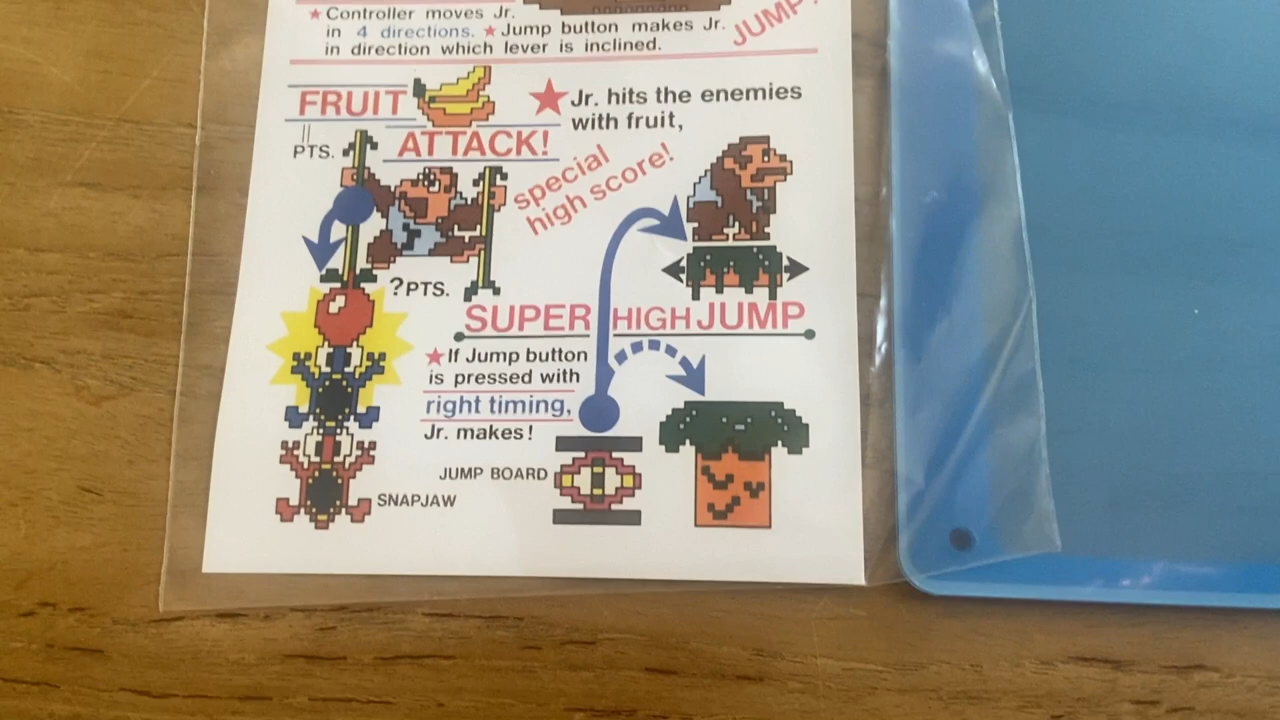 ★Controller moves Jr.
in 4 directions. ★Jump button makes Jr.
in direction which lever is inclined.
JUMP!
FRUIT
ATTACK!
★Jr. hits the enemies
with fruit,
PTS.
special
high score!
?PTS.
SUPER HIGH JUMP
★If Jump button
is pressed with
right timing,
Jr. makes!
JUMP BOARD
SNAPJAW